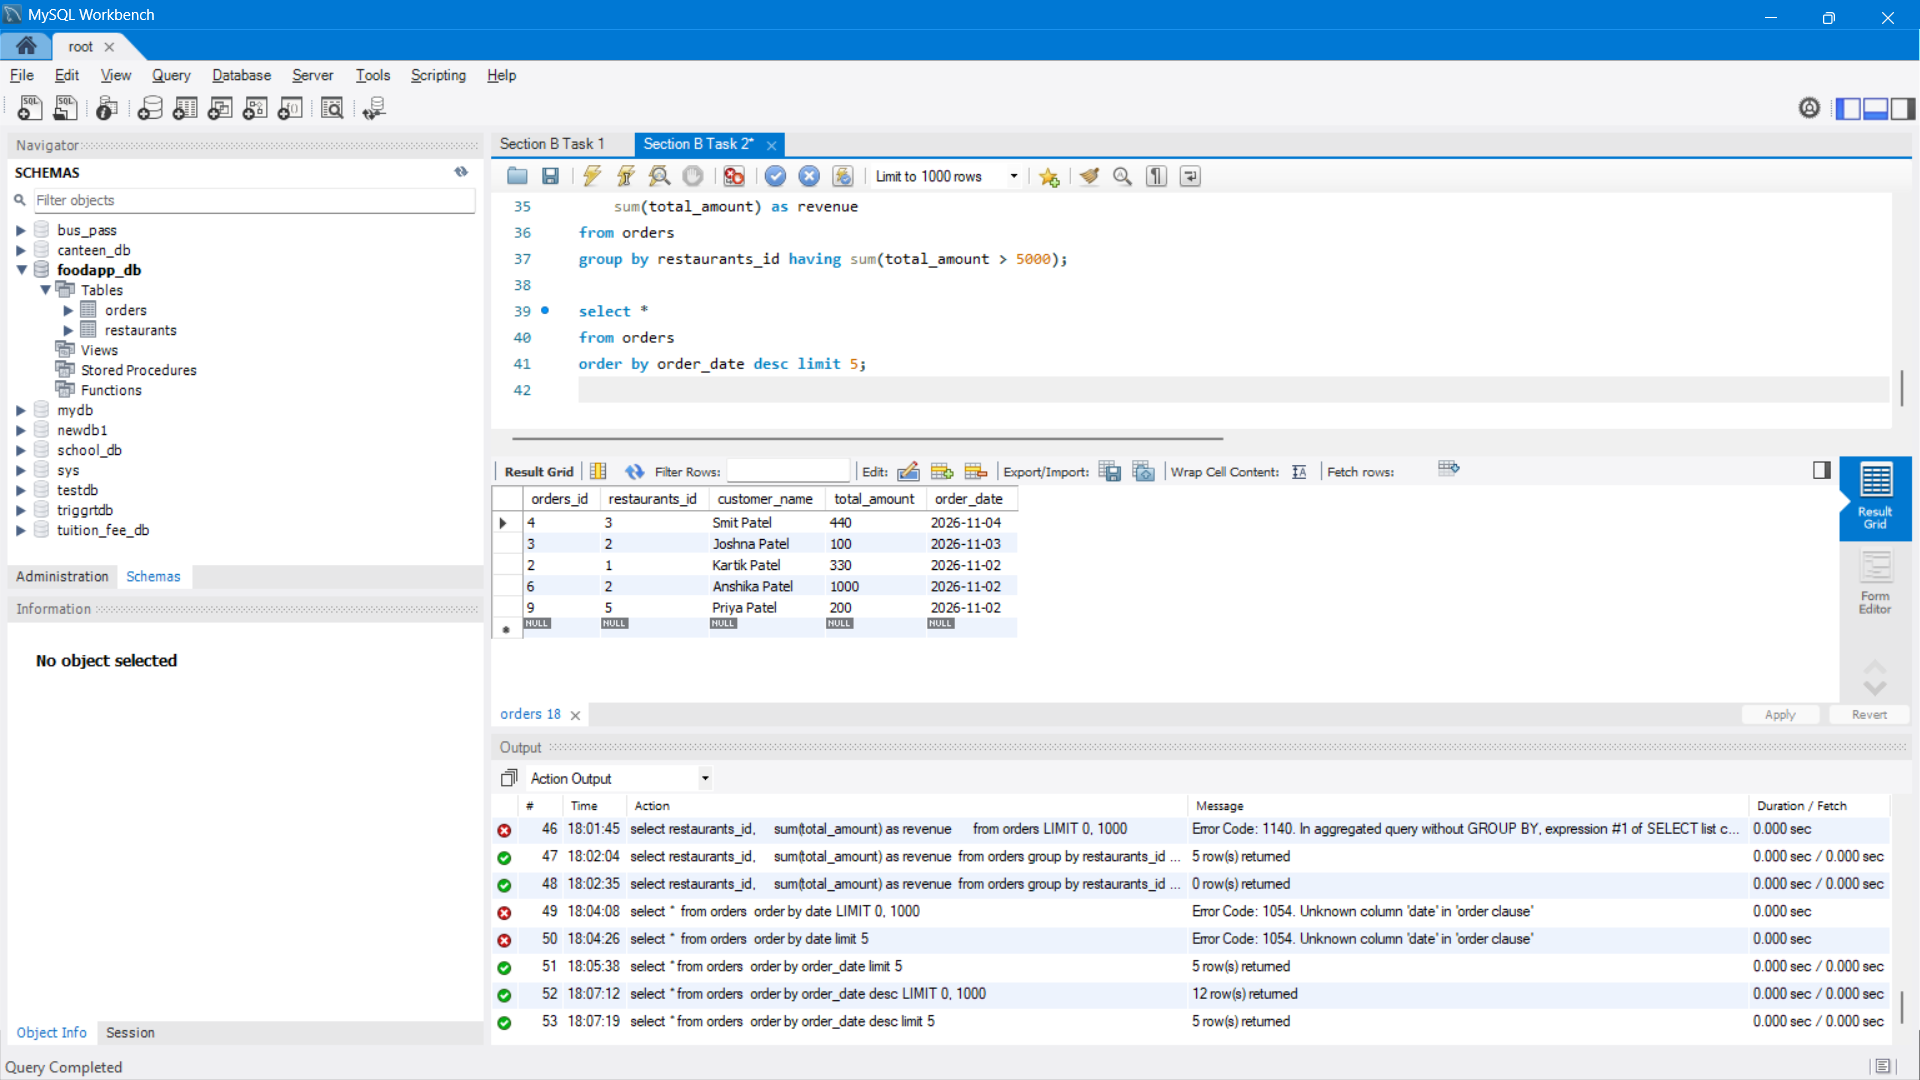 MySQL Workbench
root
File Edit View Query Database Server Tools Scripting Help
Navigator
SCHEMAS
Filter objects
bus_pass
canteen_db
foodapp_db
Tables
orders
restaurants
Views
Stored Procedures
Functions
mydb
newdb1
school_db
sys
testdb
triggrtdb
tuition_fee_db
Administration Schemas
Information
No object selected
Object Info Session
Section B Task 1 Section B Task 2*
Limit to 1000 rows
35 sum(total_amount) as revenue
36 from orders
37 group by restaurants_id having sum(total_amount > 5000);
38
39 select *
40 from orders
41 order by order_date desc limit 5;
42
Result Grid Filter Rows: Edit: Export/Import: Wrap Cell Content: Fetch rows:
orders_id restaurants_id customer_name total_amount order_date
4 3 Smit Patel 440 2026-11-04
3 2 Joshna Patel 100 2026-11-03
2 1 Kartik Patel 330 2026-11-02
6 2 Anshika Patel 1000 2026-11-02
9 5 Priya Patel 200 2026-11-02
NULL NULL NULL NULL NULL
Result
Grid
Form
Editor
orders 18
Apply Revert
Output
Action Output
# Time Action Message Duration / Fetch
46 18:01:45 select restaurants_id, sum(total_amount) as revenue from orders LIMIT 0, 1000 Error Code: 1140. In aggregated query without GROUP BY, expression #1 of SELECT list c... 0.000 sec
47 18:02:04 select restaurants_id, sum(total_amount) as revenue from orders group by restaurants_id ... 5 row(s) returned 0.000 sec / 0.000 sec
48 18:02:35 select restaurants_id, sum(total_amount) as revenue from orders group by restaurants_id ... 0 row(s) returned 0.000 sec / 0.000 sec
49 18:04:08 select * from orders order by date LIMIT 0, 1000 Error Code: 1054. Unknown column 'date' in 'order clause' 0.000 sec
50 18:04:26 select * from orders order by date limit 5 Error Code: 1054. Unknown column 'date' in 'order clause' 0.000 sec
51 18:05:38 select * from orders order by order_date limit 5 5 row(s) returned 0.000 sec / 0.000 sec
52 18:07:12 select * from orders order by order_date desc LIMIT 0, 1000 12 row(s) returned 0.000 sec / 0.000 sec
53 18:07:19 select * from orders order by order_date desc limit 5 5 row(s) returned 0.000 sec / 0.000 sec
Query Completed